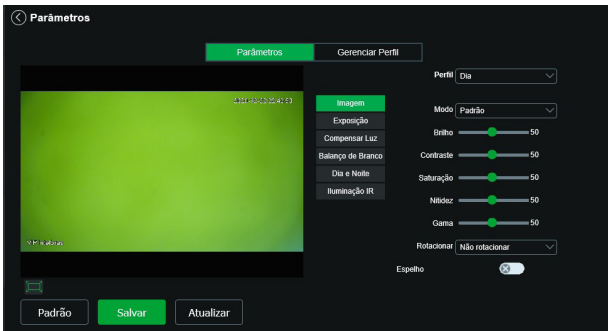 Parâmetros
Parâmetros
Gerenciar Perfil
Perfil Dia
Imagem
Modo Padrão
Exposição
Brilho 50
Compensar Luz
Contraste 50
Balanço de Branco
Saturação 50
Dia e Noite
Nitidez 50
Iluminação IR
Gama 50
Rotacionar Não rotacionar
Espelho
Padrão
Salvar
Atualizar